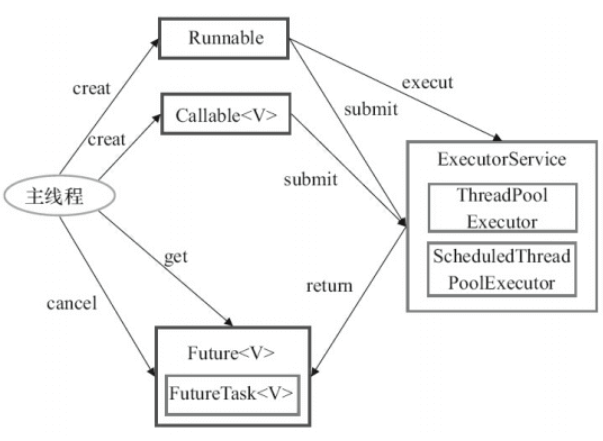 Runnable
creat
execut
Callable<V>
submit
creat
ExecutorService
submit
ThreadPool
Executor
主线程
ScheduledThread
PoolExecutor
get
return
cancel
Future<V>
FutureTask<V>